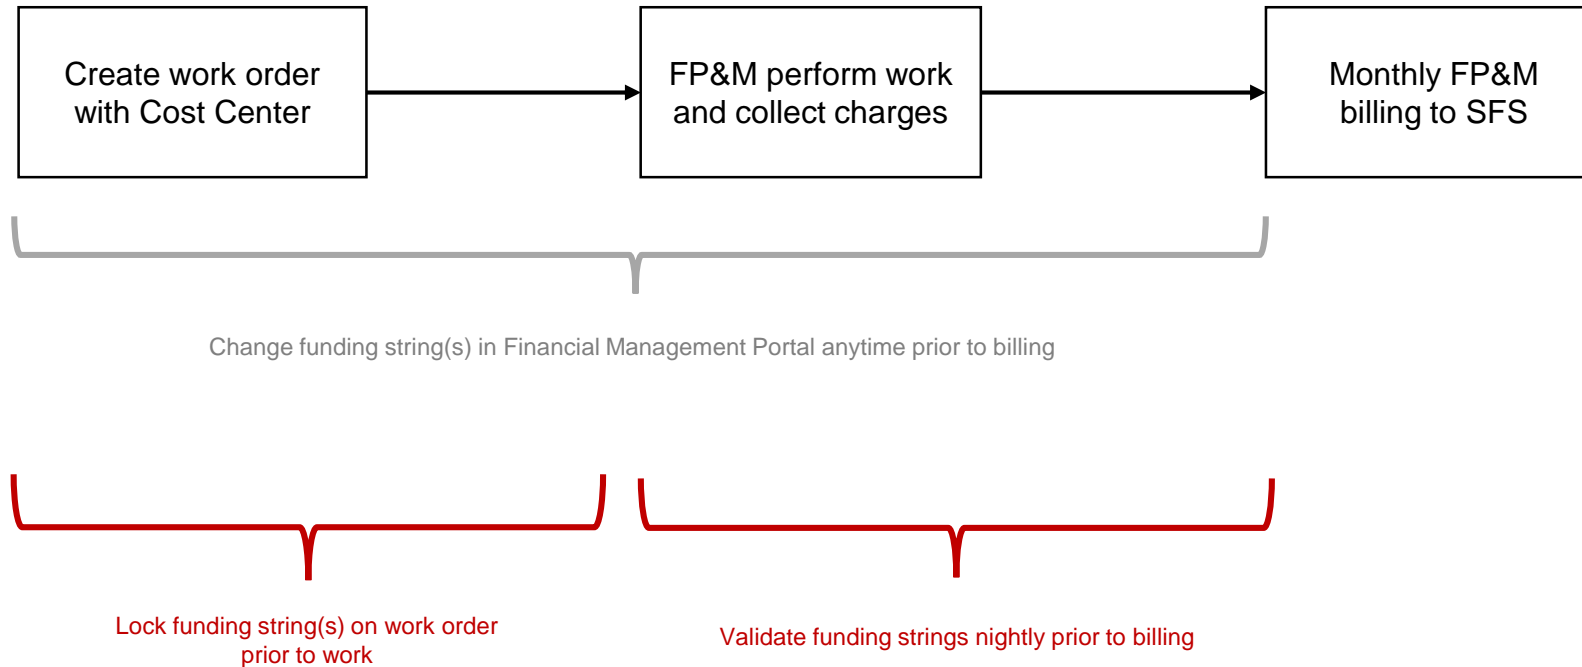 Create work order
with Cost Center
FP&M perform work
and collect charges
Monthly FP&M
billing to SFS
Change funding string(s) in Financial Management Portal anytime prior to billing
Lock funding string(s) on work order
prior to work
Validate funding strings nightly prior to billing